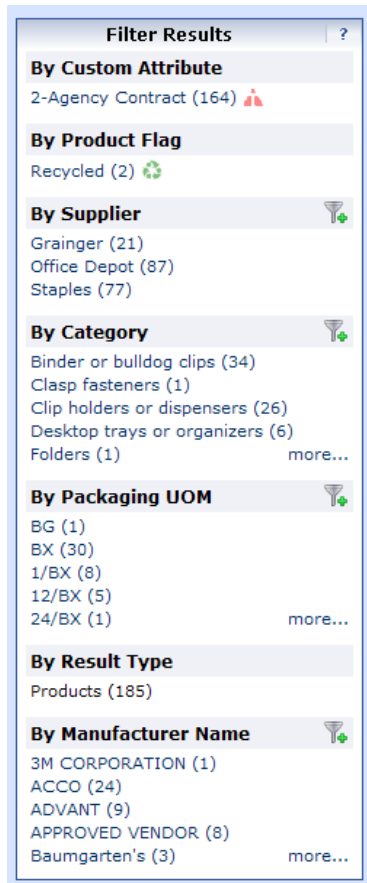 Filter Results ?
By Custom Attribute
2-Agency Contract (164)
By Product Flag
Recycled (2)
By Supplier
Grainger (21)
Office Depot (87)
Staples (77)
By Category
Binder or bulldog clips (34)
Clasp fasteners (1)
Clip holders or dispensers (26)
Desktop trays or organizers (6)
Folders (1) more...
By Packaging UOM
BG (1)
BX (30)
1/BX (8)
12/BX (5)
24/BX (1) more...
By Result Type
Products (185)
By Manufacturer Name
3M CORPORATION (1)
ACCO (24)
ADVANT (9)
APPROVED VENDOR (8)
Baumgarten's (3) more...